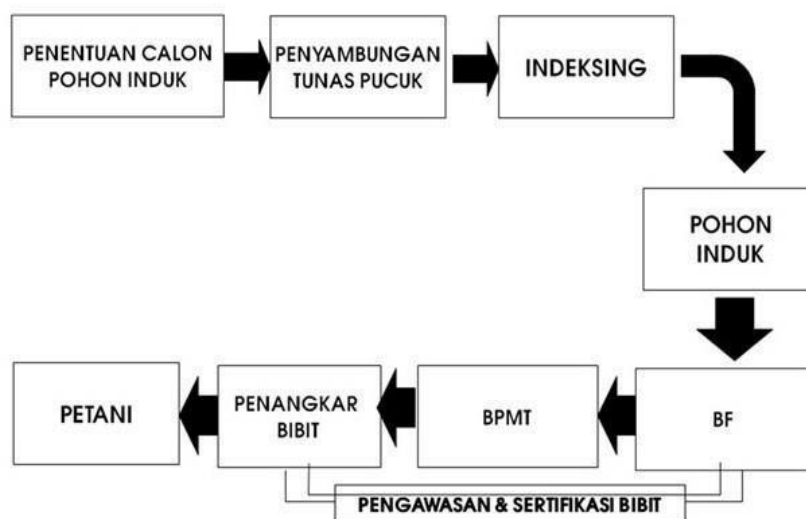 PENENTUAN CALON
POHON INDUK
PENYAMBUNGAN
TUNAS PUCUK
INDEKSING
POHON
INDUK
BF
BPMT
PENANGKAR
BIBIT
PETANI
PENGAWASAN & SERTIFIKASI BIBIT